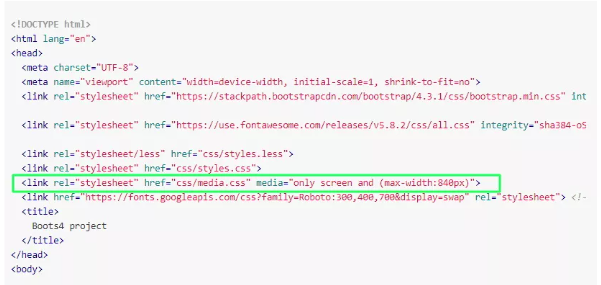 <!DOCTYPE html>
<html lang="en">
<head>
<meta charset="UTF-8">
<meta name="viewport" content="width=device-width, initial-scale=1, shrink-to-fit=no">
<link rel="stylesheet" href="https://stackpath.bootstrapcdn.com/bootstrap/4.3.1/css/bootstrap.min.css" int
<link rel="stylesheet" href="https://use.fontawesome.com/releases/v5.8.2/css/all.css" integrity="sha384-oS
<link rel="stylesheet/less" href="css/styles.less">
<link rel="stylesheet" href="css/styles.css">
<link rel="stylesheet" href="css/media.css" media="only screen and (max-width:840px)">
<link href="https://fonts.googleapis.com/css?family=Roboto:300,400,700&display=swap" rel="stylesheet"> <!-
<title>
Boots4 project
</title>
</head>
<body>